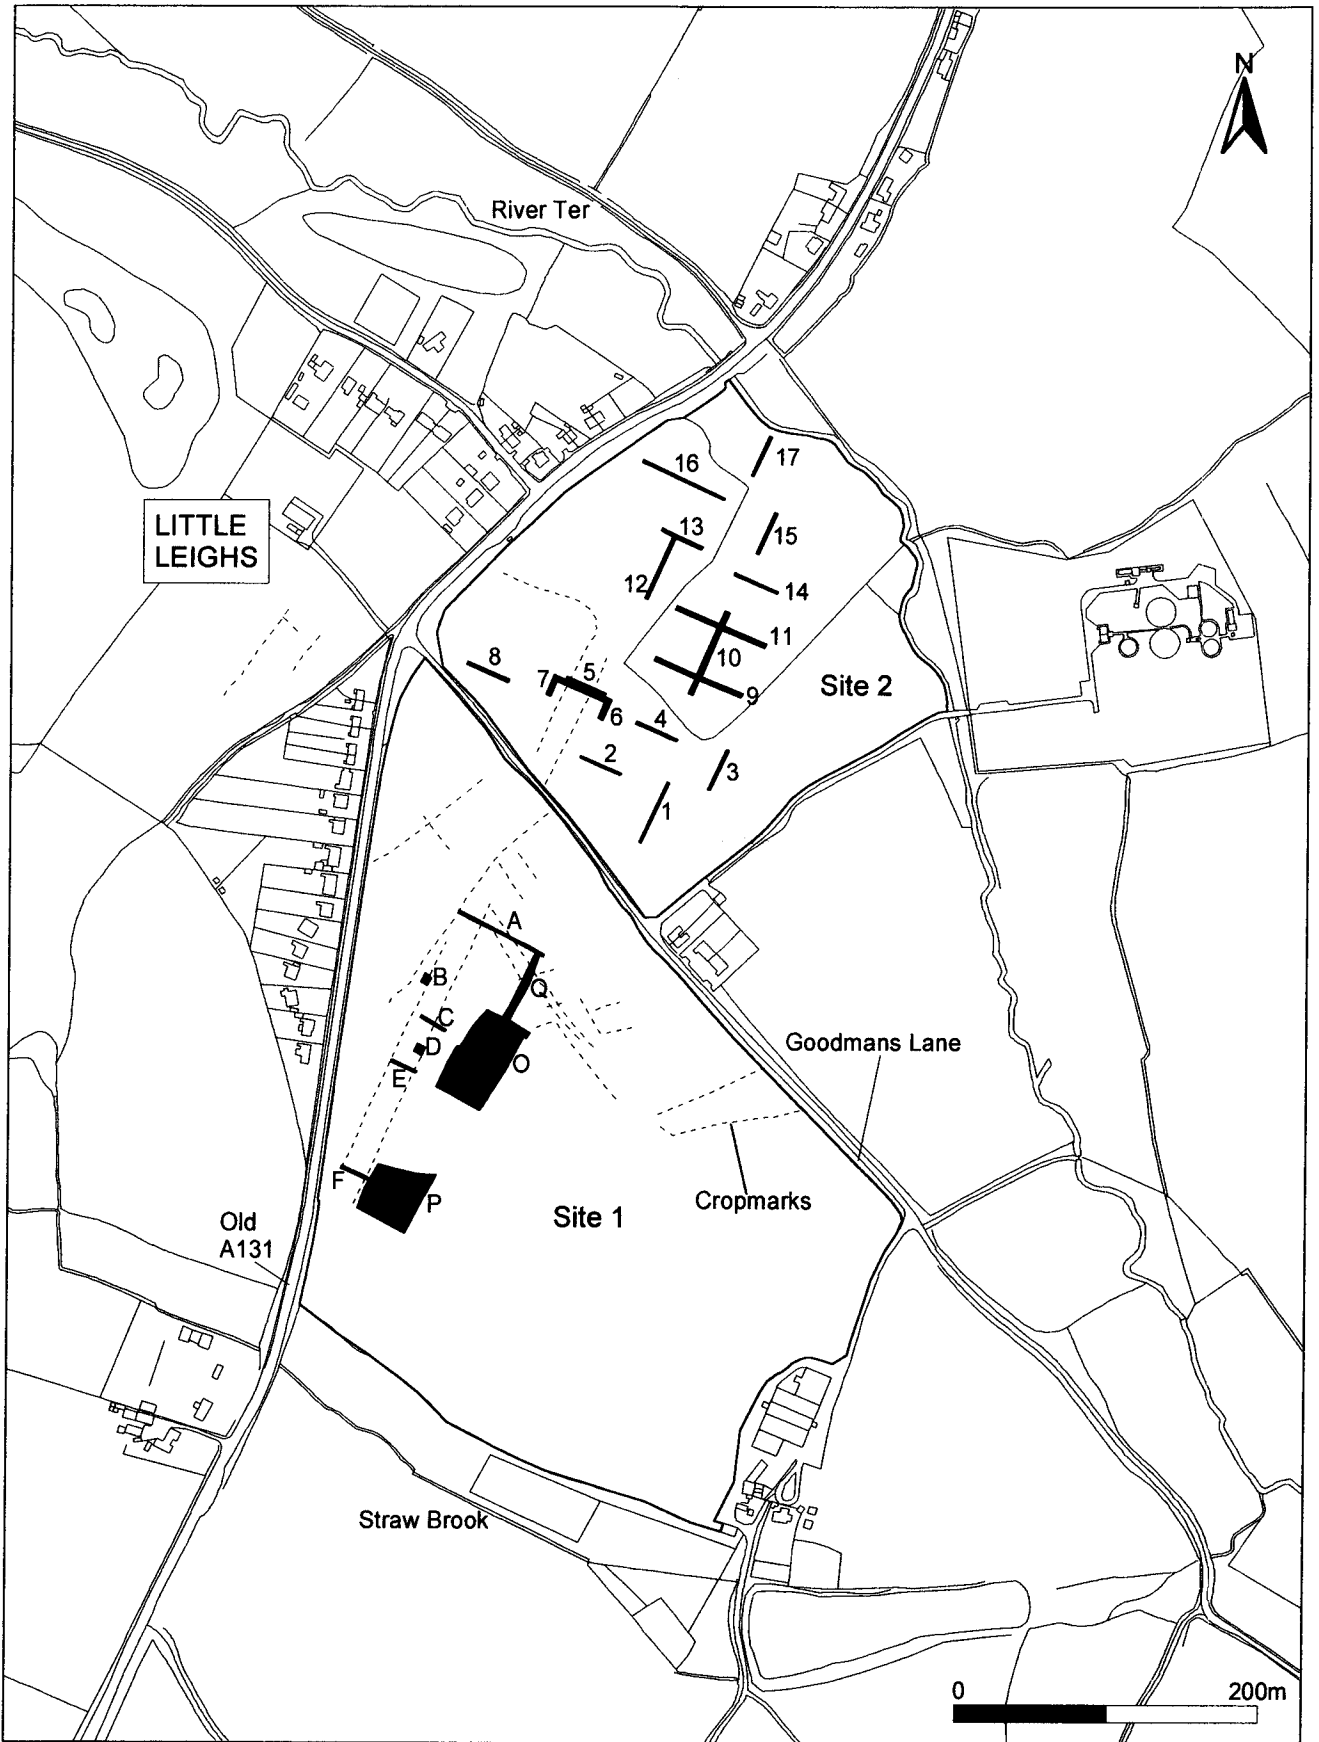 N
River Ter
17
16
LITTLE
LEIGHS
13
15
12
14
11
10
8
5
7
9
Site 2
6
4
2
3
1
A
B
Q
C
Goodmans Lane
D
O
E
F
P
Cropmarks
Site 1
Old
A131
Straw Brook
0 200m